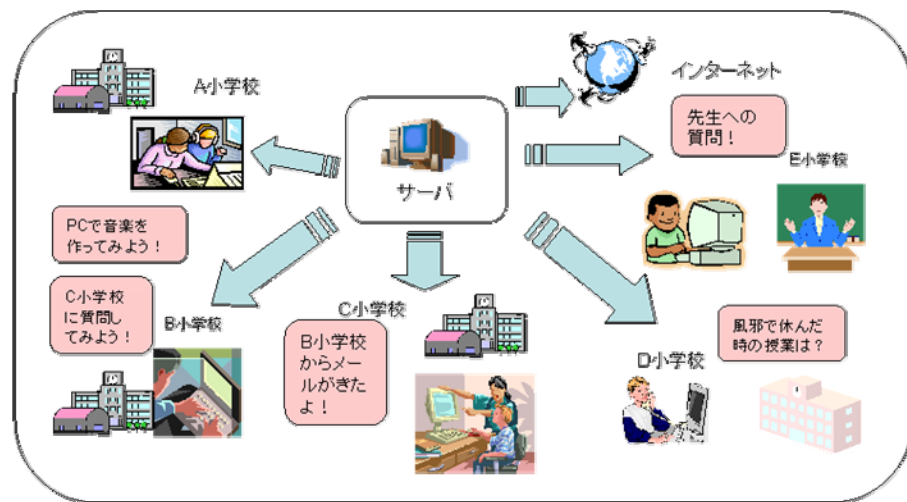 A小学校
インターネット
サーバ
先生への
質問！
E小学校
PCで音楽を
作ってみよう！
C小学校
に質問し
てみよう！
B小学校
C小学校
B小学校
からメー
ルがきた
よ！
D小学校
風邪で休んだ
時の授業は？